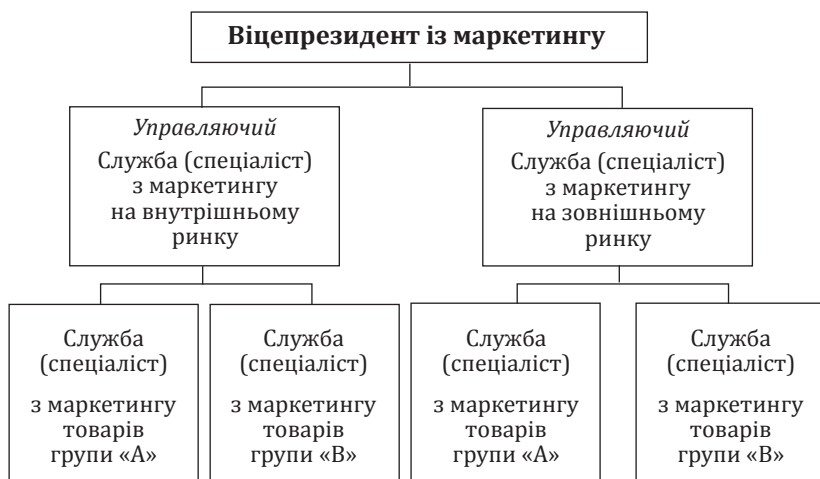 Віцепрезидент із маркетингу
Управляючий
Служба (спеціаліст)
з маркетингу
на внутрішньому
ринку
Управляючий
Служба (спеціаліст)
з маркетингу
на зовнішньому
ринку
Служба
(спеціаліст)
з маркетингу
товарів
групи «А»
Служба
(спеціаліст)
з маркетингу
товарів
групи «В»
Служба
(спеціаліст)
з маркетингу
товарів
групи «А»
Служба
(спеціаліст)
з маркетингу
товарів
групи «В»